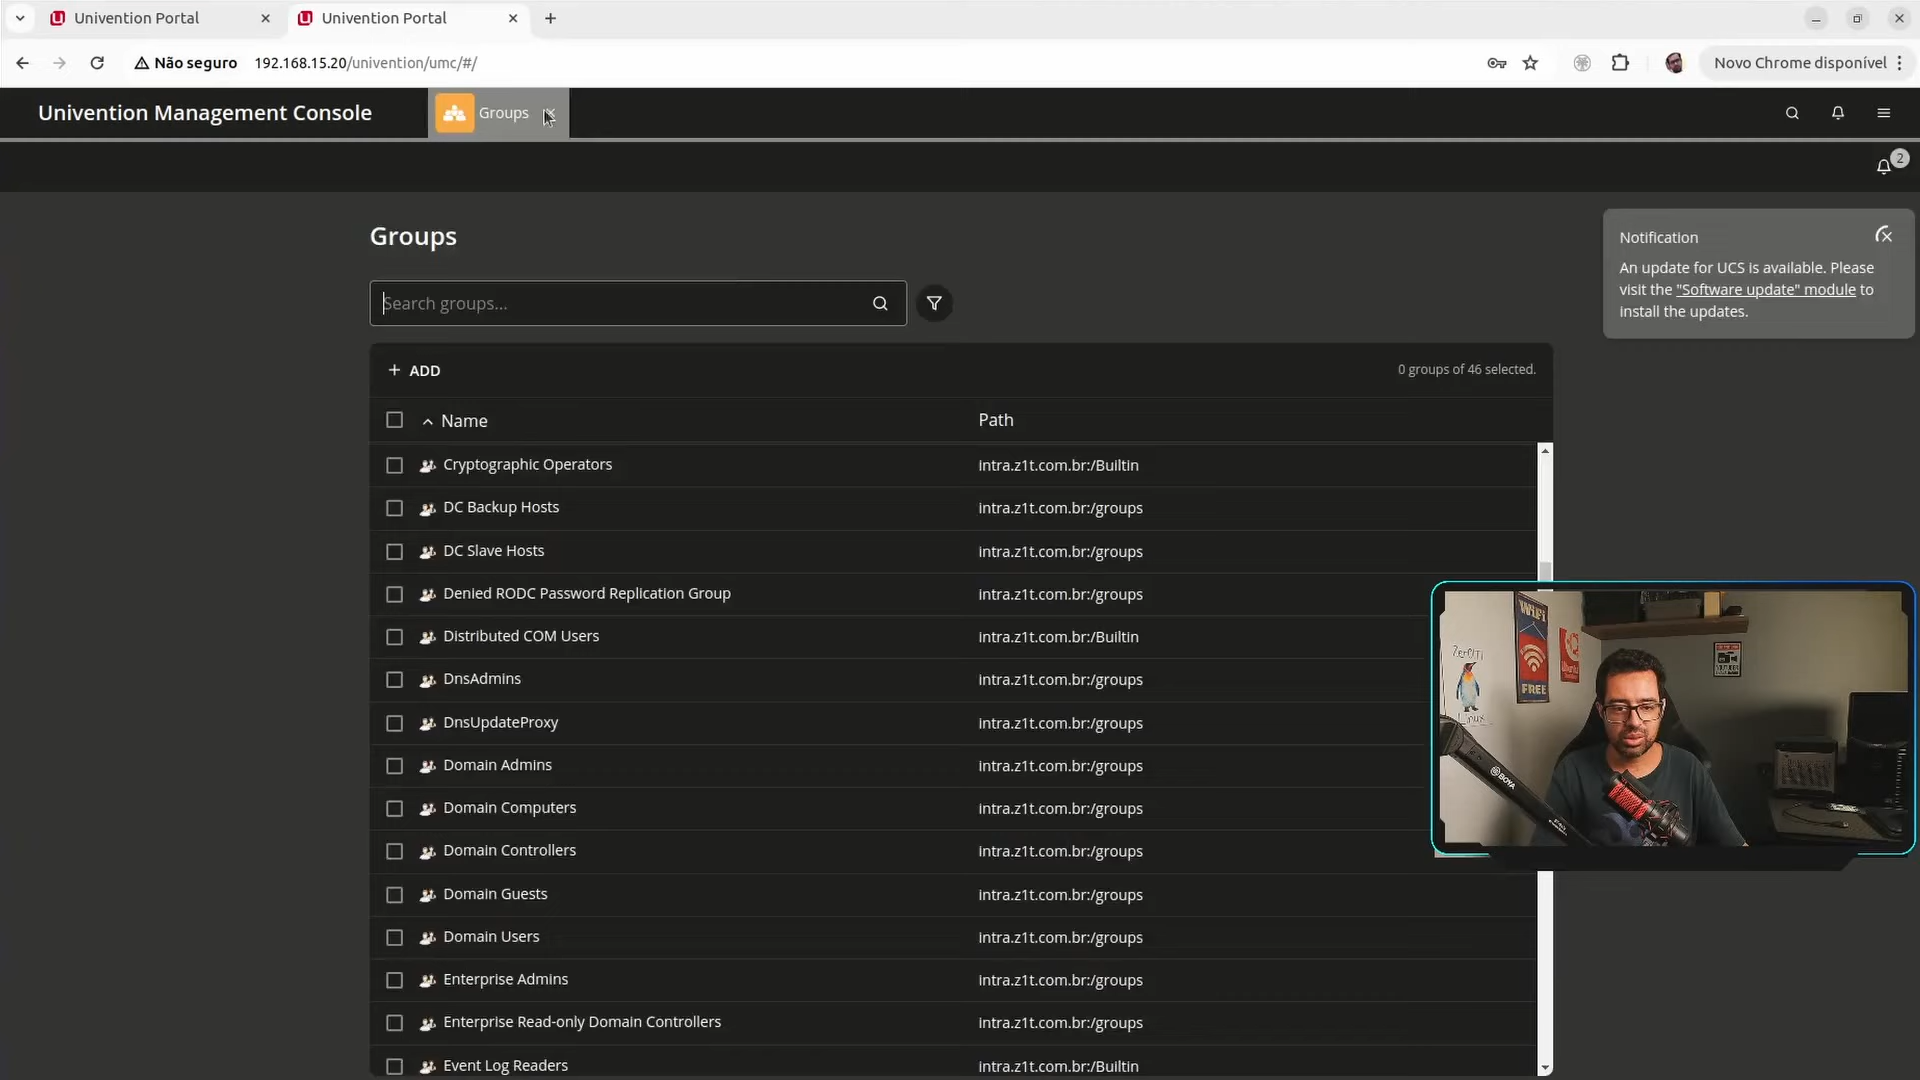 Univention Portal
Univention Portal
Não seguro
192.168.15.20/univention/umc/#/
Novo Chrome disponível
Univention Management Console
Groups
2
Groups
Notification
An update for UCS is available. Please
visit the "Software update" module to
install the updates.
Search groups...
+ ADD
0 groups of 46 selected.
Name
Path
Cryptographic Operators
intra.z1t.com.br:/Builtin
DC Backup Hosts
intra.z1t.com.br:/groups
DC Slave Hosts
intra.z1t.com.br:/groups
Denied RODC Password Replication Group
intra.z1t.com.br:/groups
Distributed COM Users
intra.z1t.com.br:/Builtin
DnsAdmins
intra.z1t.com.br:/groups
DnsUpdateProxy
intra.z1t.com.br:/groups
Domain Admins
intra.z1t.com.br:/groups
Domain Computers
intra.z1t.com.br:/groups
Domain Controllers
intra.z1t.com.br:/groups
Domain Guests
intra.z1t.com.br:/groups
Domain Users
intra.z1t.com.br:/groups
Enterprise Admins
intra.z1t.com.br:/groups
Enterprise Read-only Domain Controllers
intra.z1t.com.br:/groups
Event Log Readers
intra.z1t.com.br:/Builtin
WiFi
FREE
Linux
BOYA